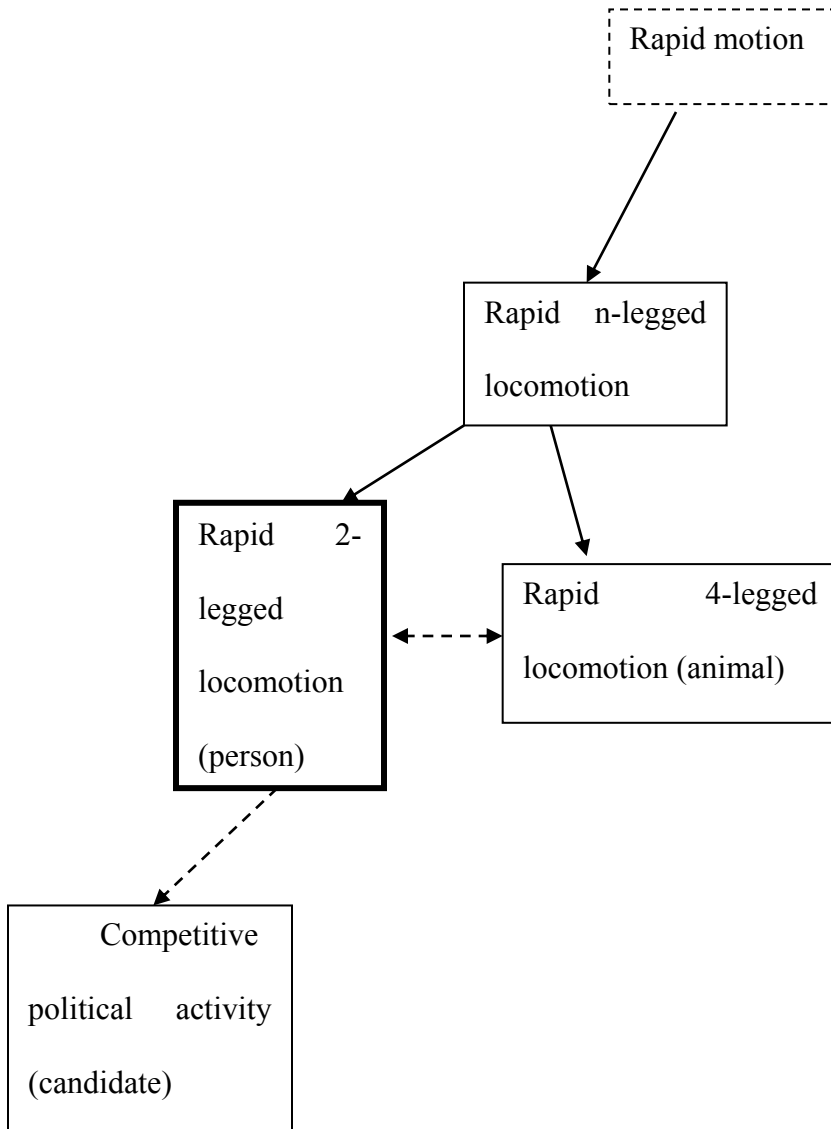 Rapid motion
Rapid n-legged
locomotion
Rapid 2-
legged
locomotion
(person)
Rapid 4-legged
locomotion (animal)
Competitive
political activity
(candidate)